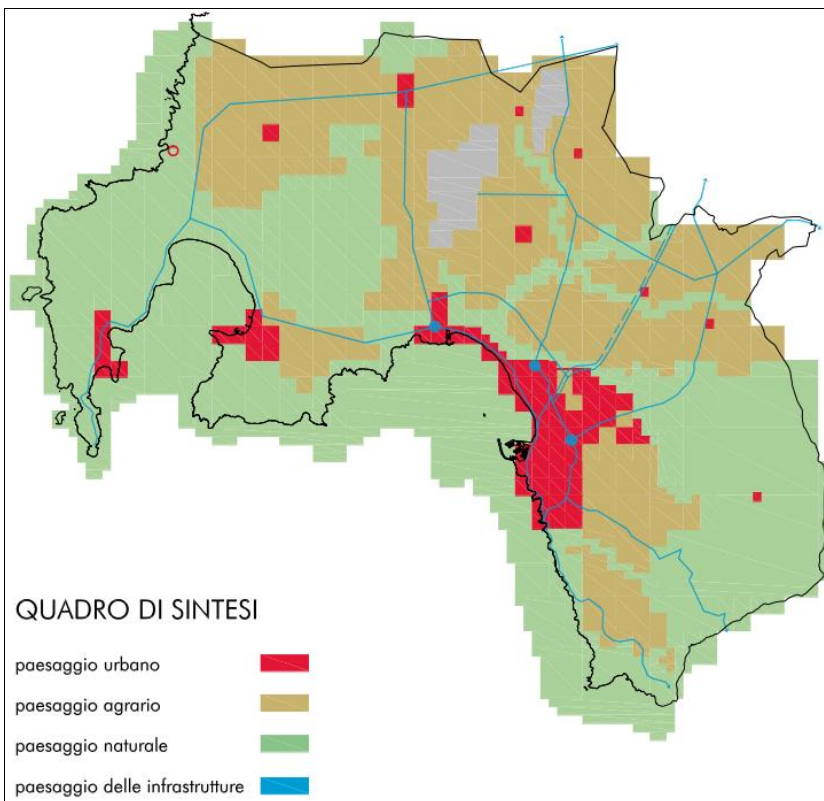 QUADRO DI SINTESI
paesaggio urbano
paesaggio agrario
paesaggio naturale
paesaggio delle infrastrutture